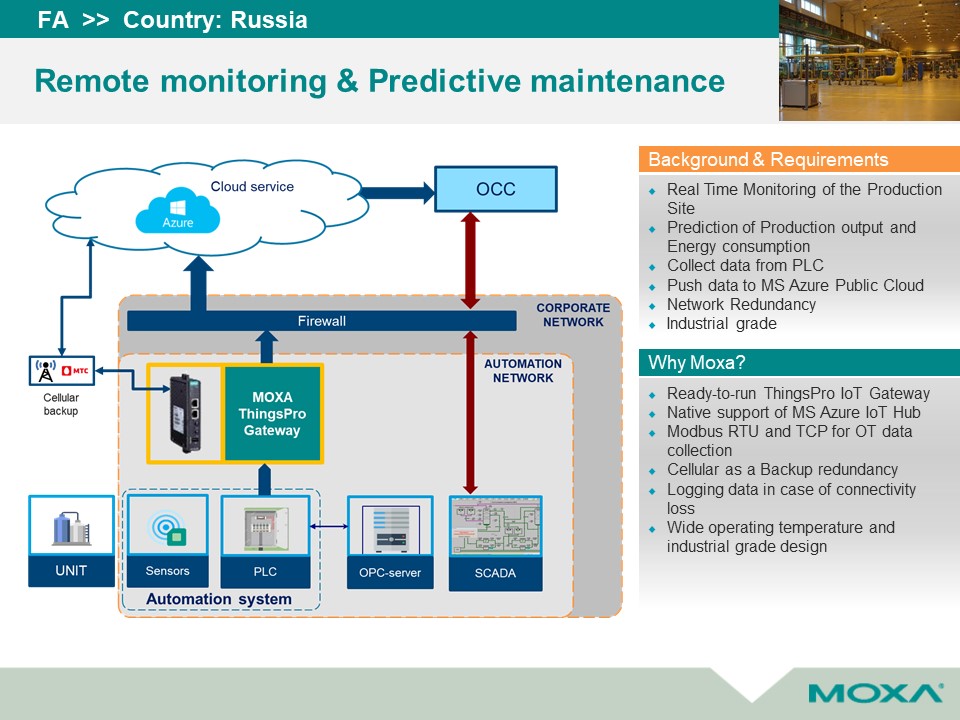 FA >> Country: Russia
Remote monitoring & Predictive maintenance
Cloud service
Azure
OCC
Firewall
CORPORATE
NETWORK
AUTOMATION
NETWORK
МТС
Cellular
backup
MOXA
ThingsPro
Gateway
UNIT
Sensors
PLC
OPC-server
SCADA
Automation system
Background & Requirements
Real Time Monitoring of the Production
Site
Prediction of Production output and
Energy consumption
Collect data from PLC
Push data to MS Azure Public Cloud
Network Redundancy
Industrial grade
Why Moxa?
Ready-to-run ThingsPro IoT Gateway
Native support of MS Azure IoT Hub
Modbus RTU and TCP for OT data
collection
Cellular as a Backup redundancy
Logging data in case of connectivity
loss
Wide operating temperature and
industrial grade design
MOXA®